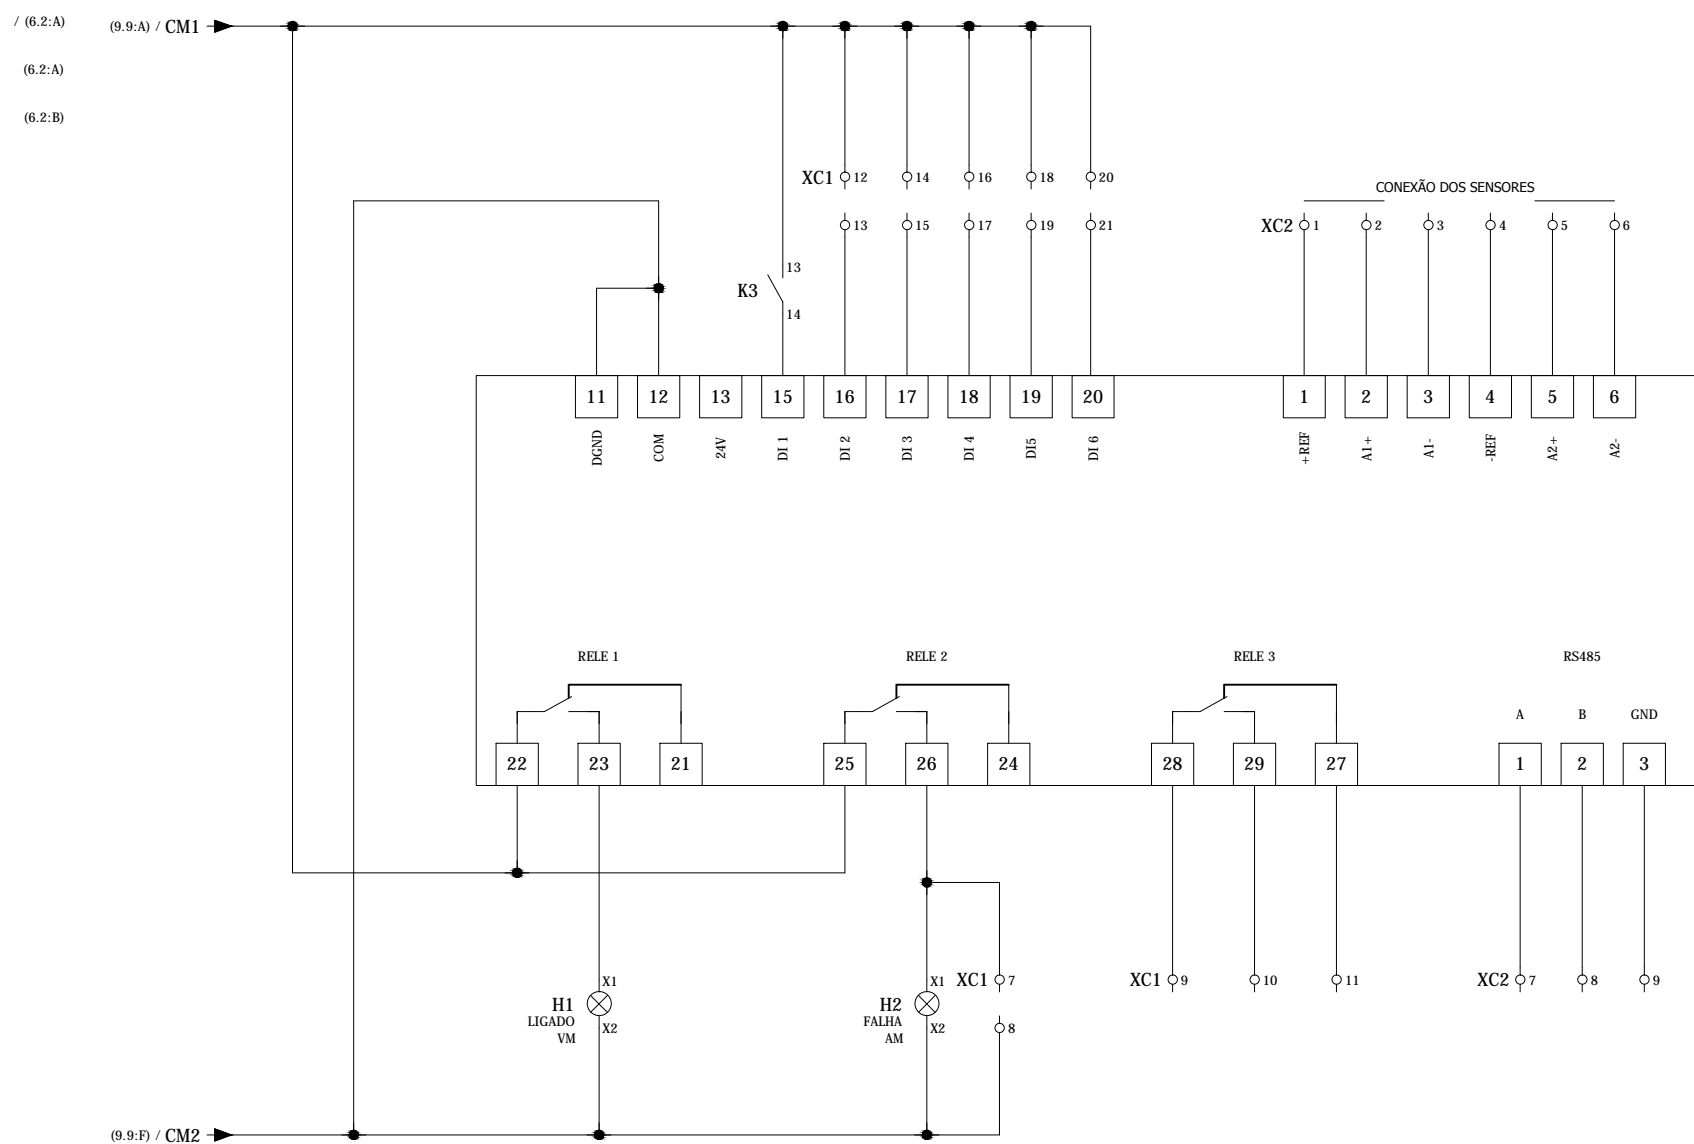 / (6.2:A)
(9.9:A) / CM1
(6.2:A)
(6.2:B)
XC1 12 14 16 18 20
CONEXÃO DOS SENSORES
13 15 17 19 21
XC2 1 2 3 4 5 6
13
K3
14
11 12 13 15 16 17 18 19 20
1 2 3 4 5 6
DGND COM 24V DI 1 DI 2 DI 3 DI 4 DI5 DI 6
+REF A1+ A1- -REF A2+ A2-
RELE 1 RELE 2 RELE 3 RS485
A B GND
22 23 21 25 26 24 28 29 27 1 2 3
X1 X1 XC1 7 XC1 9 10 11 XC2 7 8 9
H1 H2
LIGADO FALHA
X2 X2 8
VM AM
(9.9:F) / CM2